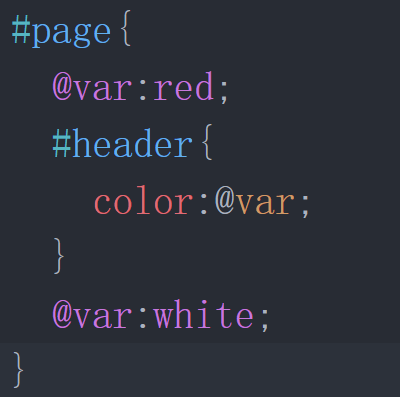 #page{
  @var:red;
  #header{
    color:@var;
  }
  @var:white;
}